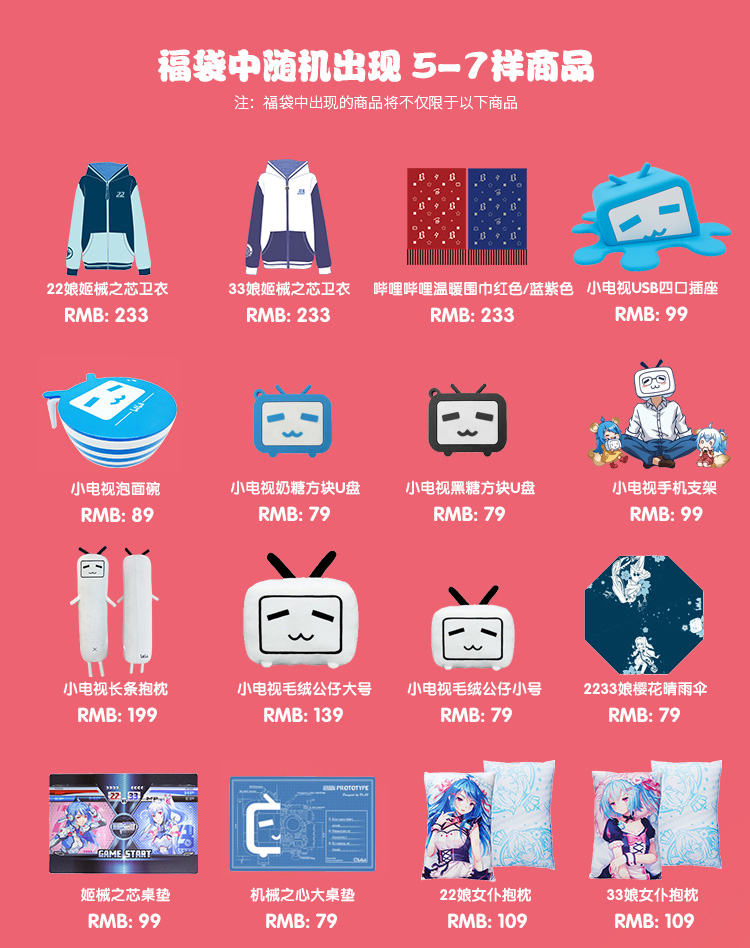 福袋中随机出现 5-7样商品
注：福袋中出现的商品将不仅限于以下商品
22娘姬械之芯卫衣
RMB: 233
33娘姬械之芯卫衣
RMB: 233
哔哩哔哩温暖围巾红色/蓝紫色
RMB: 233
小电视USB四口插座
RMB: 99
小电视泡面碗
RMB: 89
小电视奶糖方块U盘
RMB: 79
小电视黑糖方块U盘
RMB: 79
小电视手机支架
RMB: 99
小电视长条抱枕
RMB: 199
小电视毛绒公仔大号
RMB: 139
小电视毛绒公仔小号
RMB: 79
2233娘樱花晴雨伞
RMB: 79
22
33
GAME START
PROTOTYPE
姬械之芯桌垫
RMB: 99
机械之心大桌垫
RMB: 79
22娘女仆抱枕
RMB: 109
33娘女仆抱枕
RMB: 109